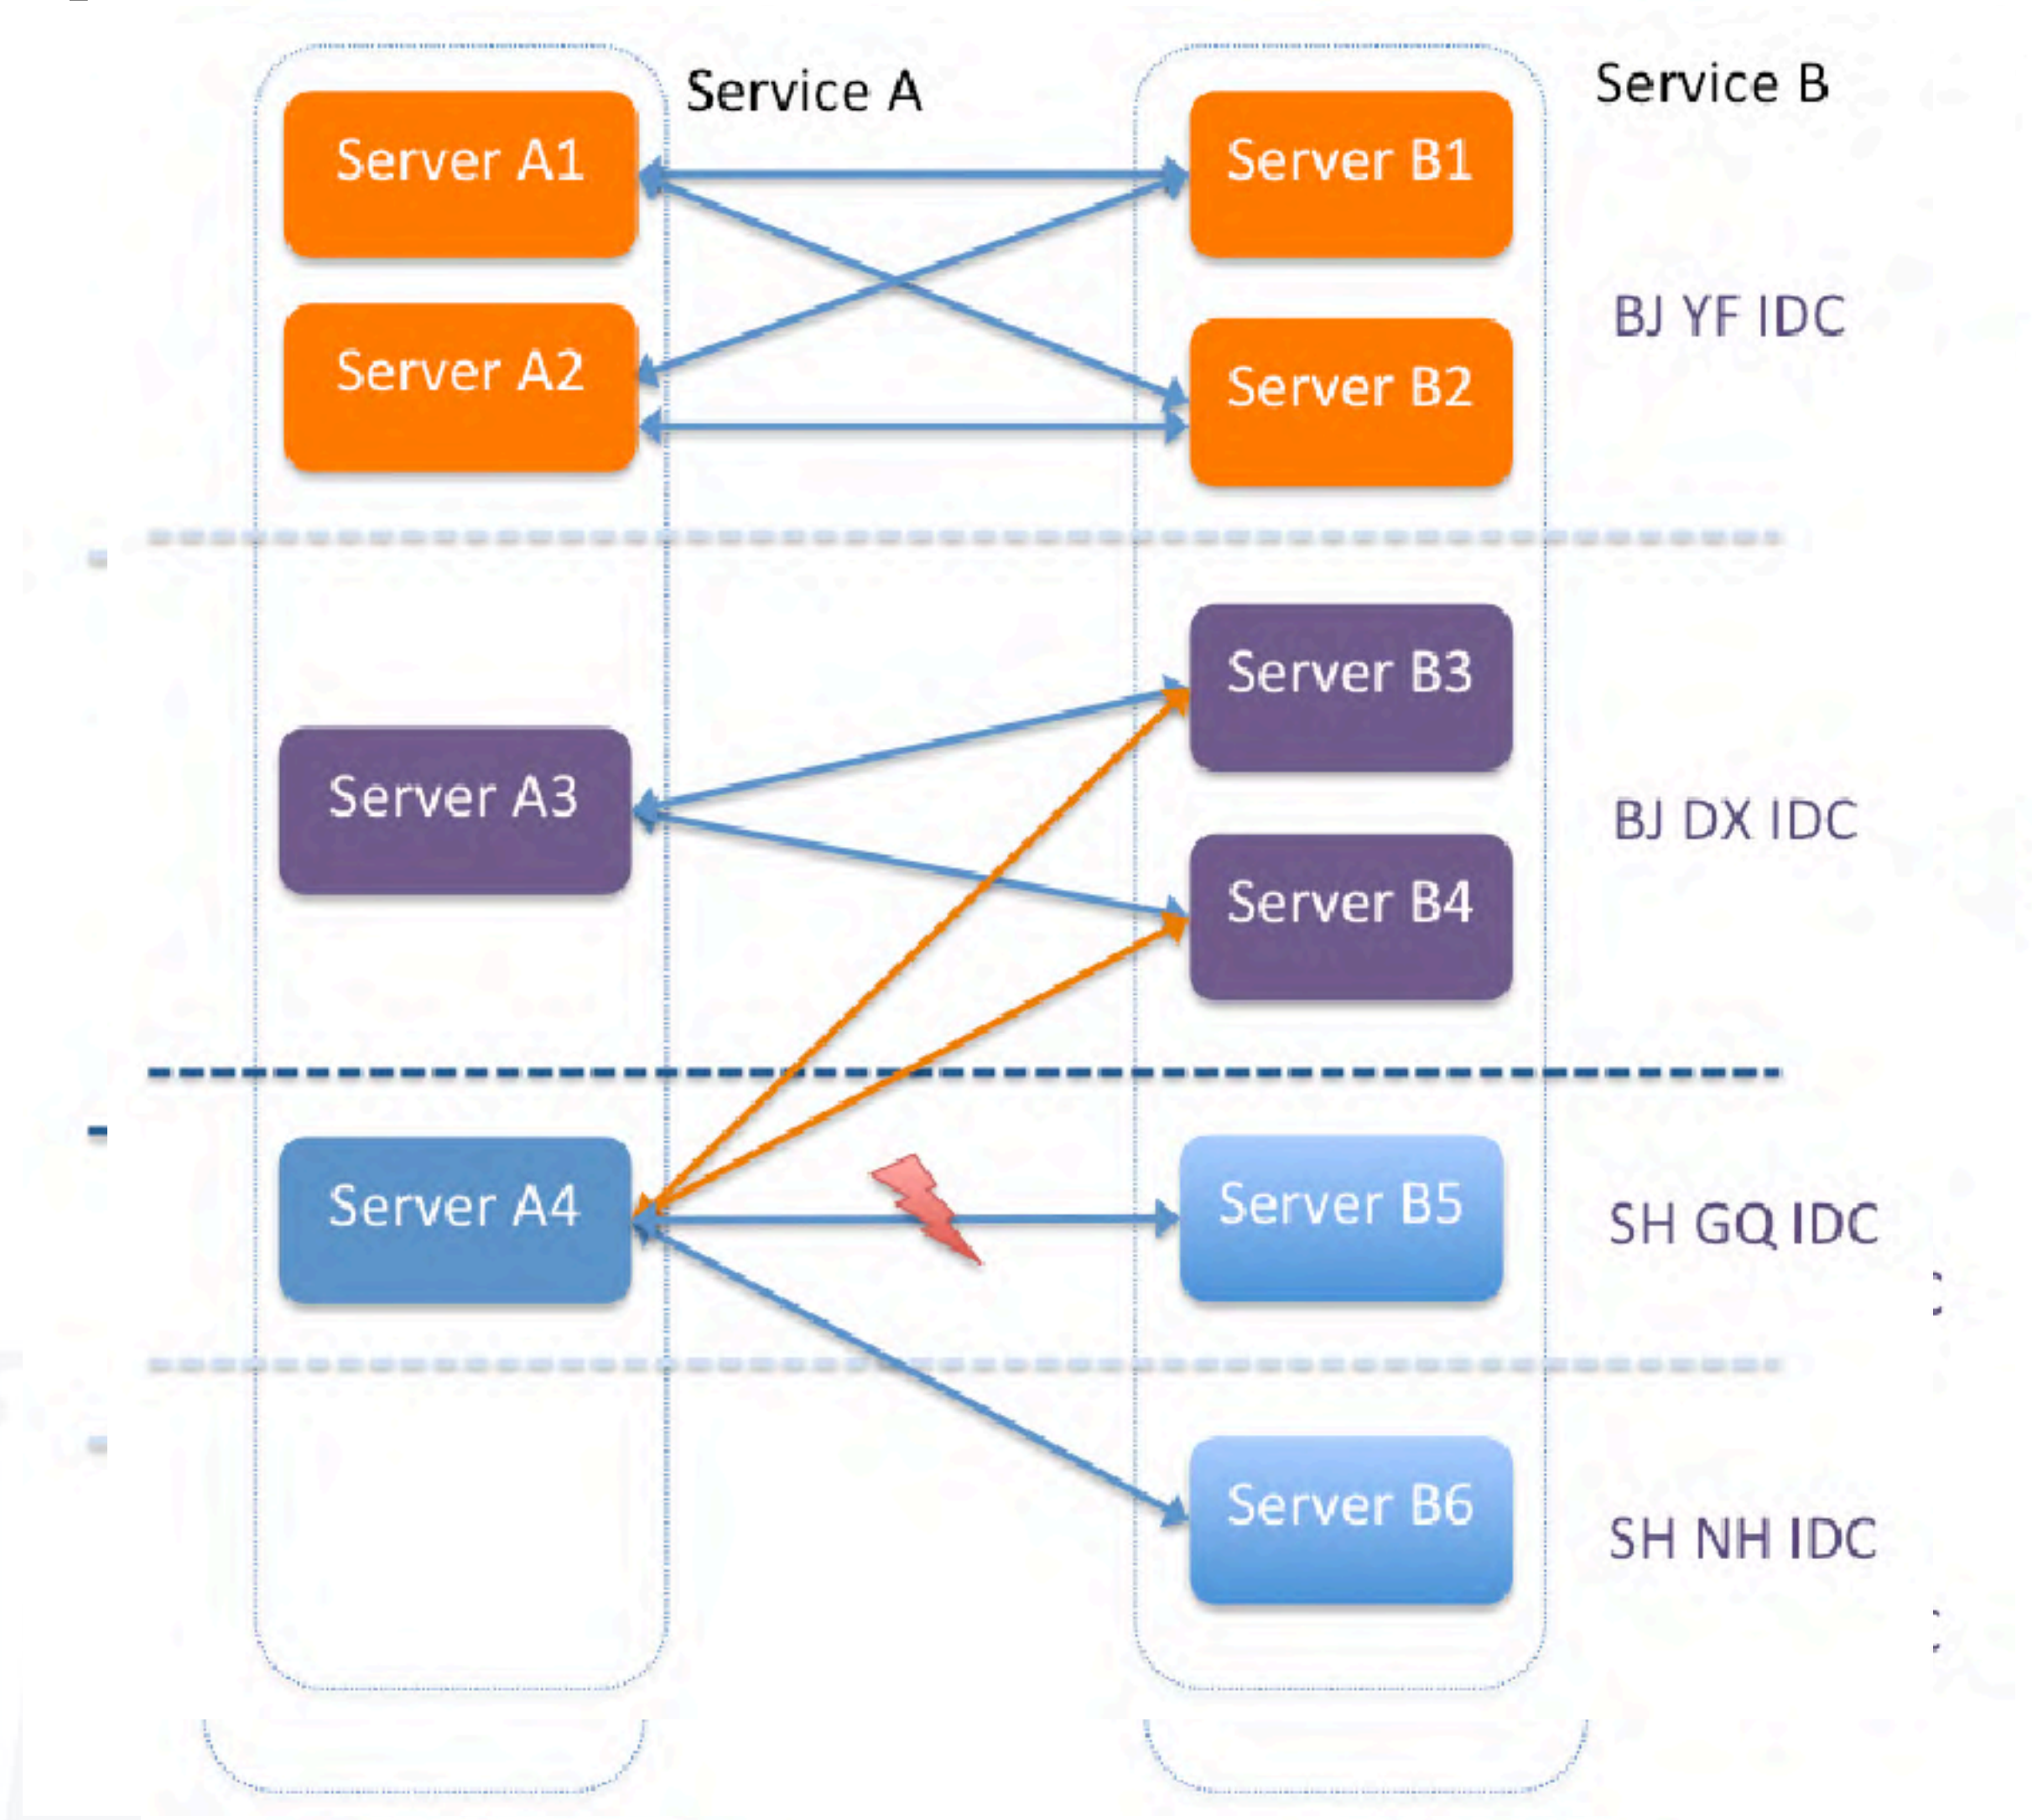 Service A
Service B
Server A1
Server B1
BJ YF IDC
Server A2
Server B2
Server B3
Server A3
BJ DX IDC
Server B4
Server A4
Server B5
SH GQ IDC
Server B6
SH NH IDC